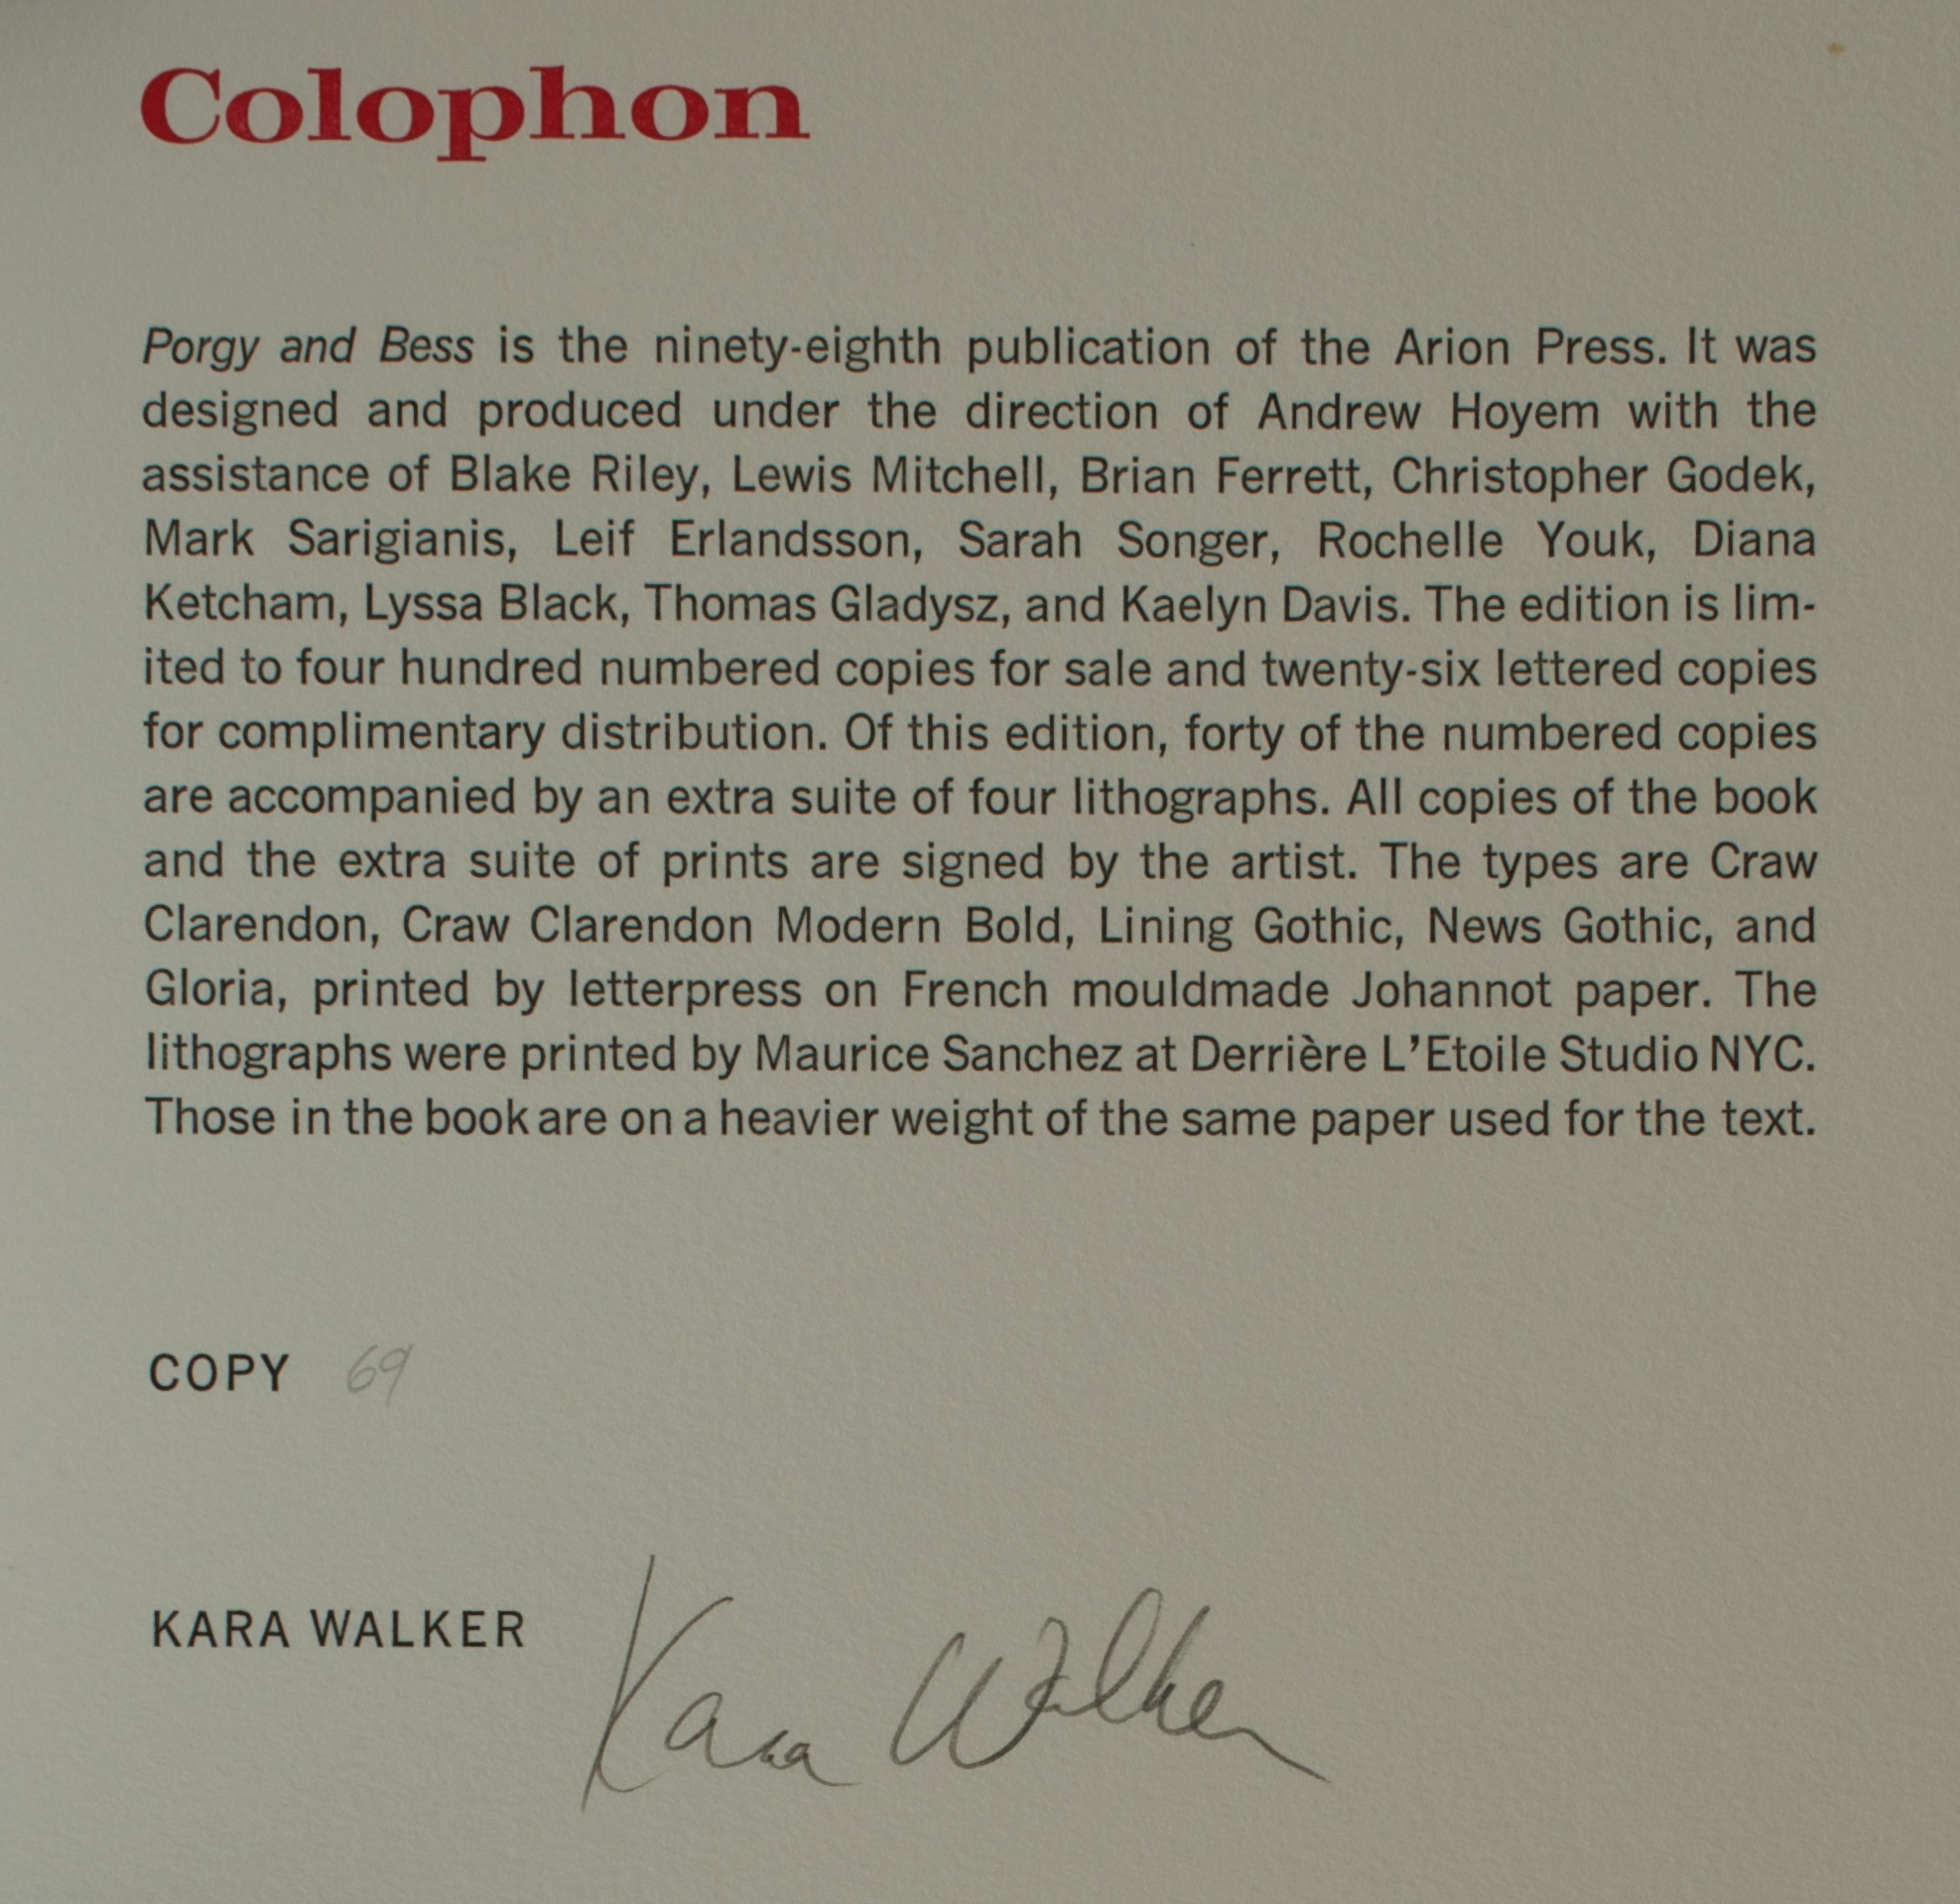 Colophon
Porgy and Bess is the ninety-eighth publication of the Arion Press. It was
designed and produced under the direction of Andrew Hoyem with the
assistance of Blake Riley, Lewis Mitchell, Brian Ferrett, Christopher Godek,
Mark Sarigianis, Leif Erlandsson, Sarah Songer, Rochelle Youk, Diana
Ketcham, Lyssa Black, Thomas Gladysz, and Kaelyn Davis. The edition is lim-
ited to four hundred numbered copies for sale and twenty-six lettered copies
for complimentary distribution. Of this edition, forty of the numbered copies
are accompanied by an extra suite of four lithographs. All copies of the book
and the extra suite of prints are signed by the artist. The types are Craw
Clarendon, Craw Clarendon Modern Bold, Lining Gothic, News Gothic, and
Gloria, printed by letterpress on French mouldmade Johannot paper. The
lithographs were printed by Maurice Sanchez at Derrière L'Etoile Studio NYC.
Those in the book are on a heavier weight of the same paper used for the text.
COPY 69
KARA WALKER Kara Walker